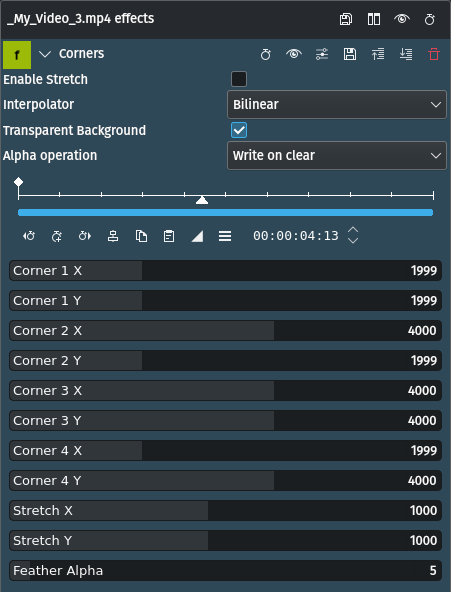 _My_Video_3.mp4 effects
f Corners
Enable Stretch
Interpolator Bilinear
Transparent Background
Alpha operation Write on clear
00:00:04:13
Corner 1 X 1999
Corner 1 Y 1999
Corner 2 X 4000
Corner 2 Y 1999
Corner 3 X 4000
Corner 3 Y 4000
Corner 4 X 1999
Corner 4 Y 4000
Stretch X 1000
Stretch Y 1000
Feather Alpha 5